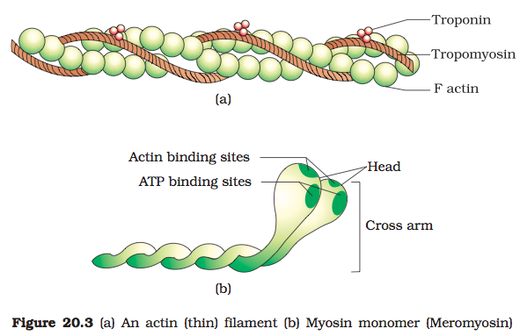 Troponin
Tropomyosin
F actin
(a)
Actin binding sites
Head
ATP binding sites
Cross arm
(b)
Figure 20.3 (a) An actin (thin) filament (b) Myosin monomer (Meromyosin)